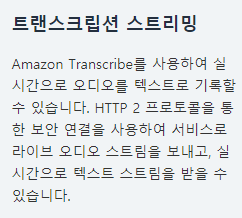 트랜스크립션 스트리밍
Amazon Transcribe를 사용하여 실
시간으로 오디오를 텍스트로 기록할
수 있습니다. HTTP 2 프로토콜을 통
한 보안 연결을 사용하여 서비스로
라이브 오디오 스트림을 보내고, 실
시간으로 텍스트 스트림을 받을 수
있습니다.